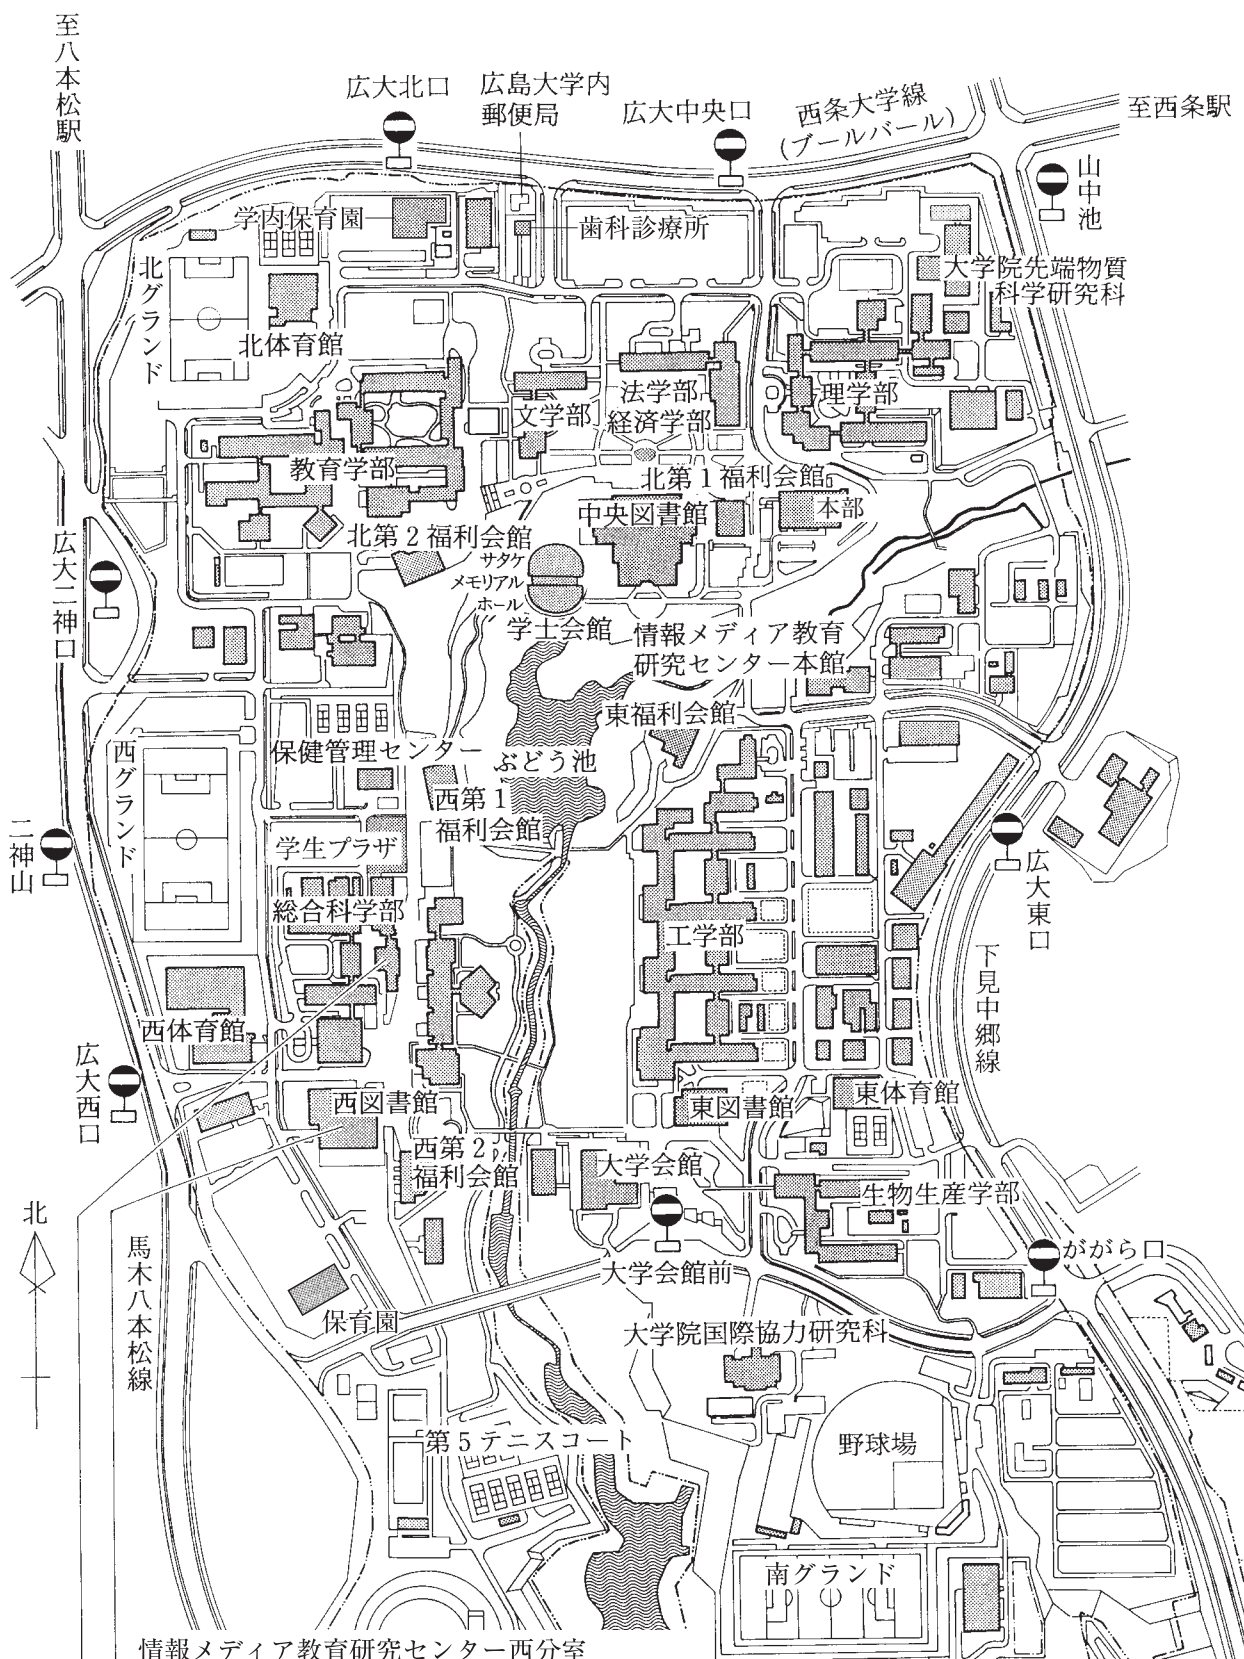 至八本松駅
広大北口
広島大学内
郵便局
広大中央口
西条大学線
(ブールバール)
至西条駅
山中池
学内保育園
歯科診療所
北グランド
大学院先端物質
科学研究科
北体育館
法学部
経済学部
文学部
理学部
教育学部
北第1福利会館
中央図書館
本部
北第2福利会館
サタケ
メモリアル
ホール
学士会館
広大二神口
情報メディア教育
研究センター本館
東福利会館
西グランド
保健管理センター
ぶどう池
西第1
福利会館
二神山
学生プラザ
広大東口
総合科学部
工学部
下見中郷線
西体育館
広大西口
西図書館
東図書館
東体育館
西第2
福利会館
大学会館
生物生産学部
北
馬木八本松線
ががら口
大学会館前
保育園
大学院国際協力研究科
第5テニスコート
野球場
南グランド
情報メディア教育研究センター西分室